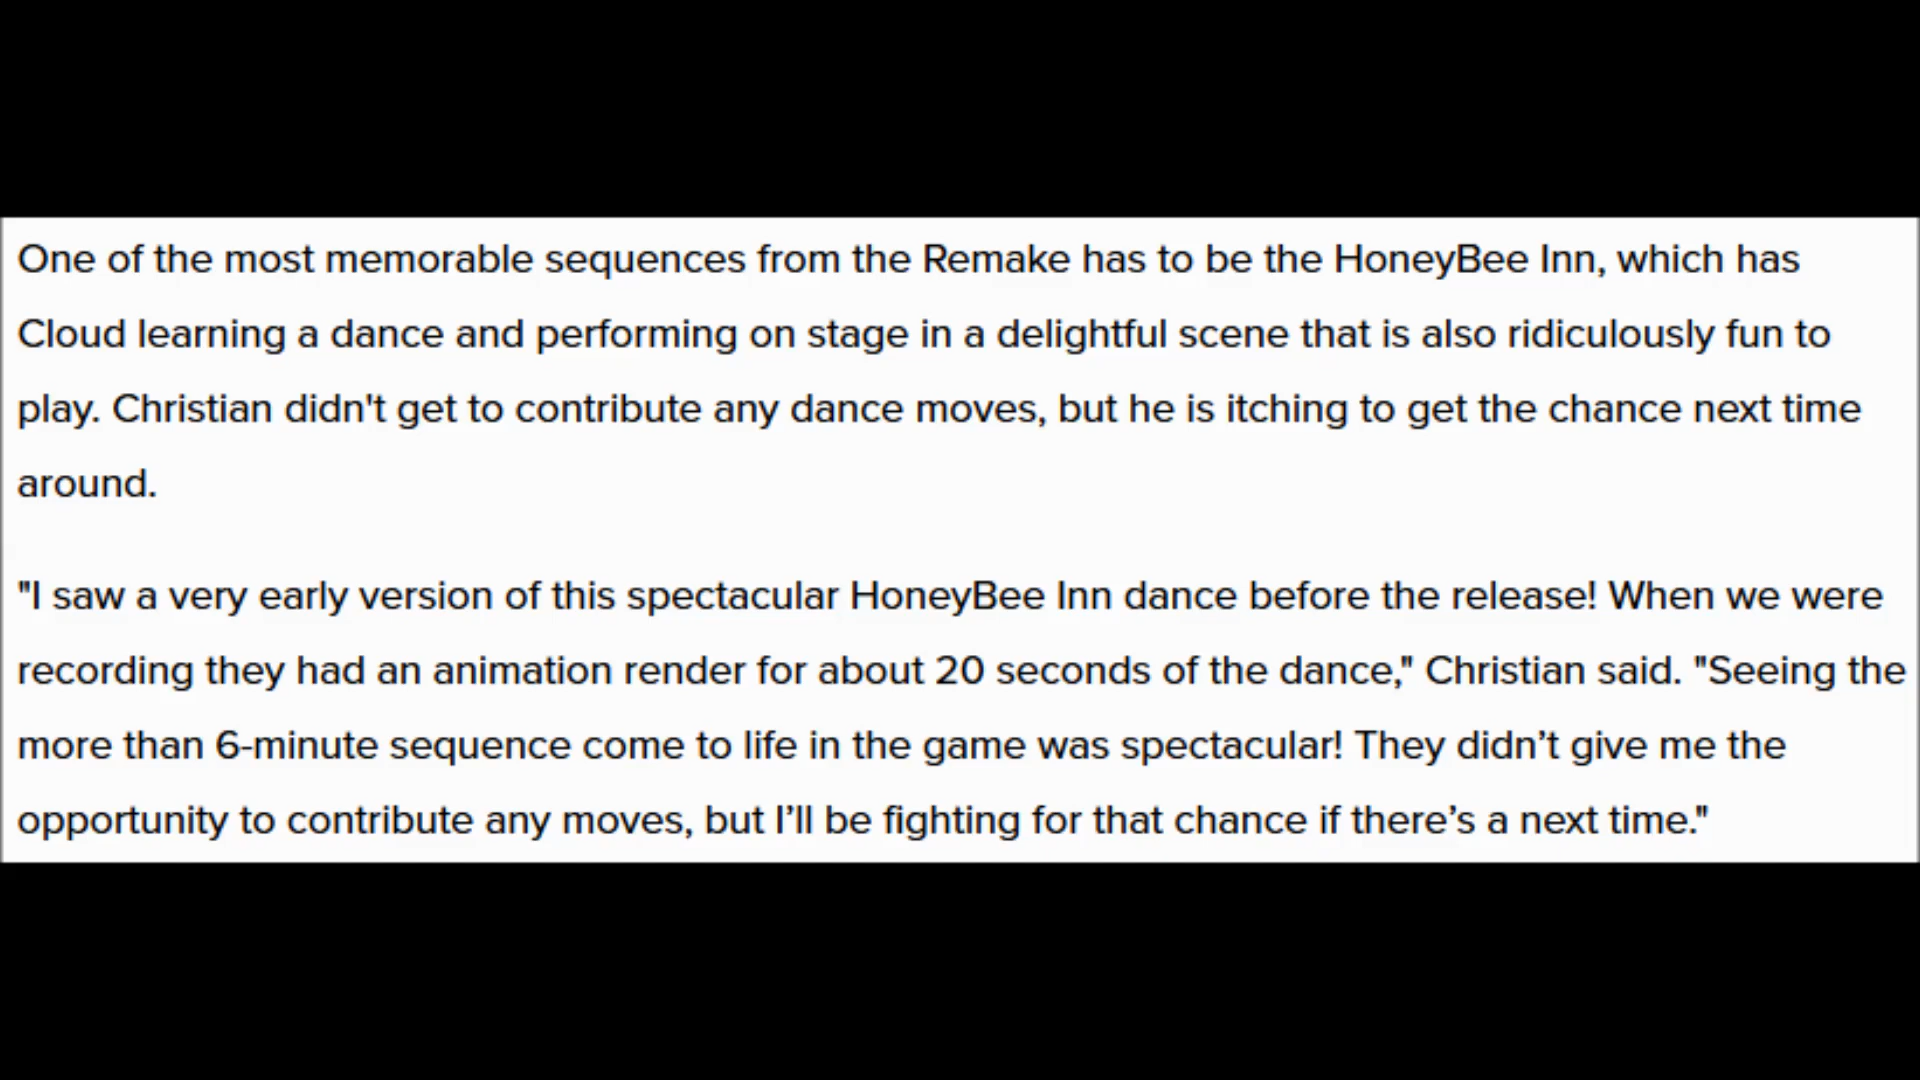 One of the most memorable sequences from the Remake has to be the HoneyBee Inn, which has
Cloud learning a dance and performing on stage in a delightful scene that is also ridiculously fun to
play. Christian didn't get to contribute any dance moves, but he is itching to get the chance next time
around.
"I saw a very early version of this spectacular HoneyBee Inn dance before the release! When we were
recording they had an animation render for about 20 seconds of the dance," Christian said. "Seeing the
more than 6-minute sequence come to life in the game was spectacular! They didn’t give me the
opportunity to contribute any moves, but I’ll be fighting for that chance if there’s a next time."